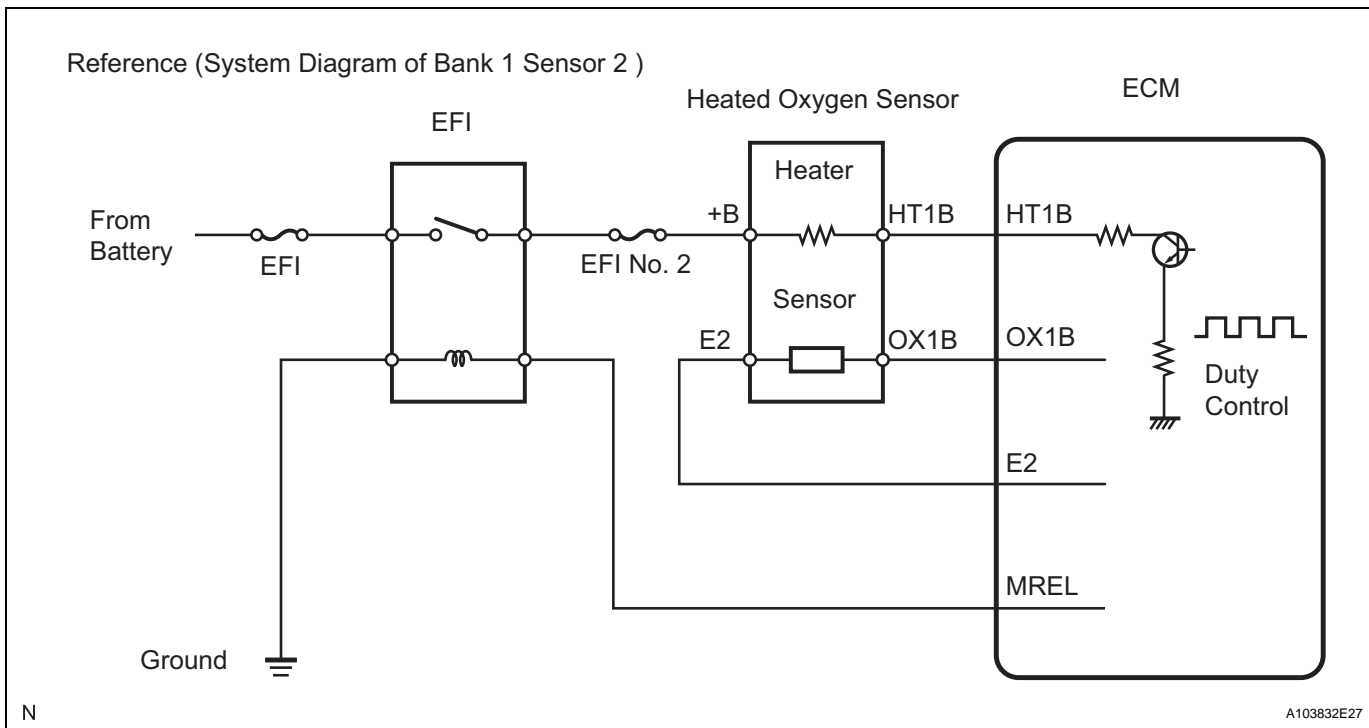 Reference (System Diagram of Bank 1 Sensor 2 )
EFI
Heated Oxygen Sensor
ECM
From
Battery
EFI
EFI No. 2
+B
Heater
HT1B
HT1B
Sensor
E2
OX1B
OX1B
Duty
Control
E2
MREL
Ground
N
A103832E27